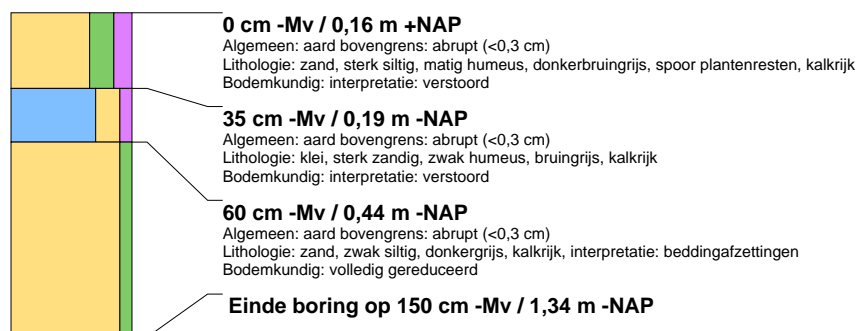 0 cm -Mv / 0,16 m +NAP
Algemeen: aard bovengrens: abrupt (<0,3 cm)
Lithologie: zand, sterk siltig, matig humeus, donkerbruingrijs, spoor plantenresten, kalkrijk
Bodemkundig: interpretatie: verstoord
35 cm -Mv / 0,19 m -NAP
Algemeen: aard bovengrens: abrupt (<0,3 cm)
Lithologie: klei, sterk zandig, zwak humeus, bruingrijs, kalkrijk
Bodemkundig: interpretatie: verstoord
60 cm -Mv / 0,44 m -NAP
Algemeen: aard bovengrens: abrupt (<0,3 cm)
Lithologie: zand, zwak siltig, donkergrijs, kalkrijk, interpretatie: beddingafzettingen
Bodemkundig: volledig gereduceerd
Einde boring op 150 cm -Mv / 1,34 m -NAP